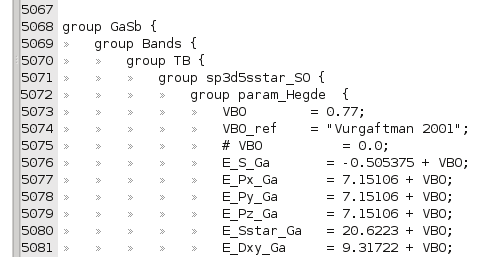 5067
5068 group GaSb {
5069 » group Bands {
5070 » » group TB {
5071 » » » group sp3d5sstar_SO {
5072 » » » » group param_Hegde {
5073 » » » » » VBO = 0.77;
5074 » » » » » VBO_ref = "Vurgaftman 2001";
5075 » » » » » # VBO = 0.0;
5076 » » » » » E_S_Ga = -0.505375 + VBO;
5077 » » » » » E_Px_Ga = 7.15106 + VBO;
5078 » » » » » E_Py_Ga = 7.15106 + VBO;
5079 » » » » » E_Pz_Ga = 7.15106 + VBO;
5080 » » » » » E_Sstar_Ga = 20.6223 + VBO;
5081 » » » » » E_Dxy_Ga = 9.31722 + VBO;